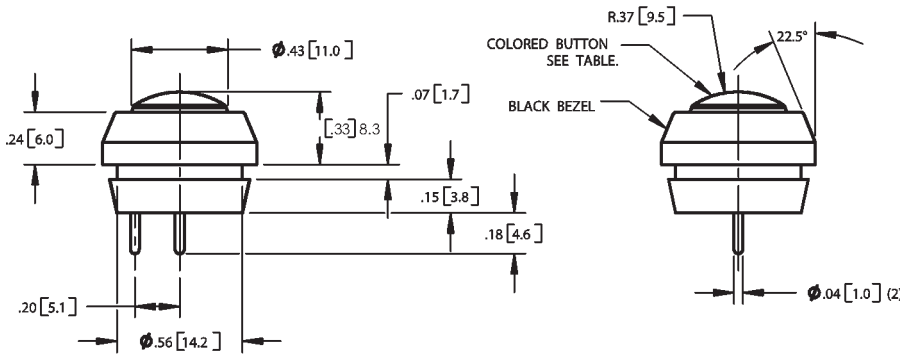 R.37 [9.5]
22.5°
COLORED BUTTON
SEE TABLE.
Ø.43 [11.0]
.07 [1.7]
BLACK BEZEL
.24 [6.0]
[.33] 8.3
.15 [3.8]
.18 [4.6]
.20 [5.1]
Ø.04 [1.0] (2)
Ø.56 [14.2]